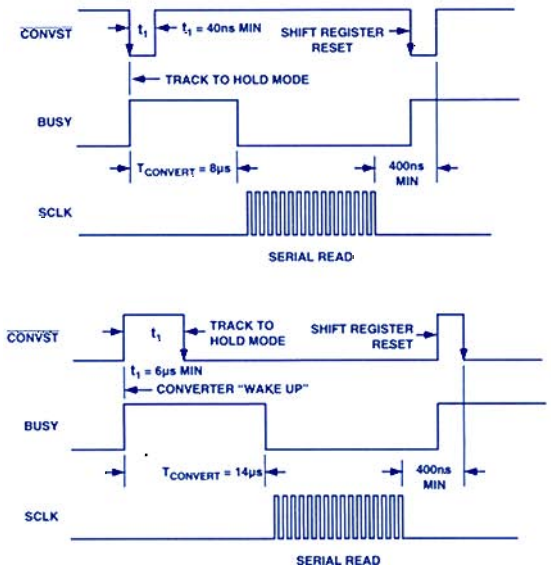 CONVST
t1
t1 = 40ns MIN
SHIFT REGISTER
RESET
TRACK TO HOLD MODE
BUSY
TCONVERT = 8µs
400ns
MIN
SCLK
SERIAL READ
CONVST
t1
TRACK TO
HOLD MODE
SHIFT REGISTER
RESET
t1 = 6µs MIN
CONVERTER "WAKE UP"
BUSY
TCONVERT = 14µs
400ns
MIN
SCLK
SERIAL READ